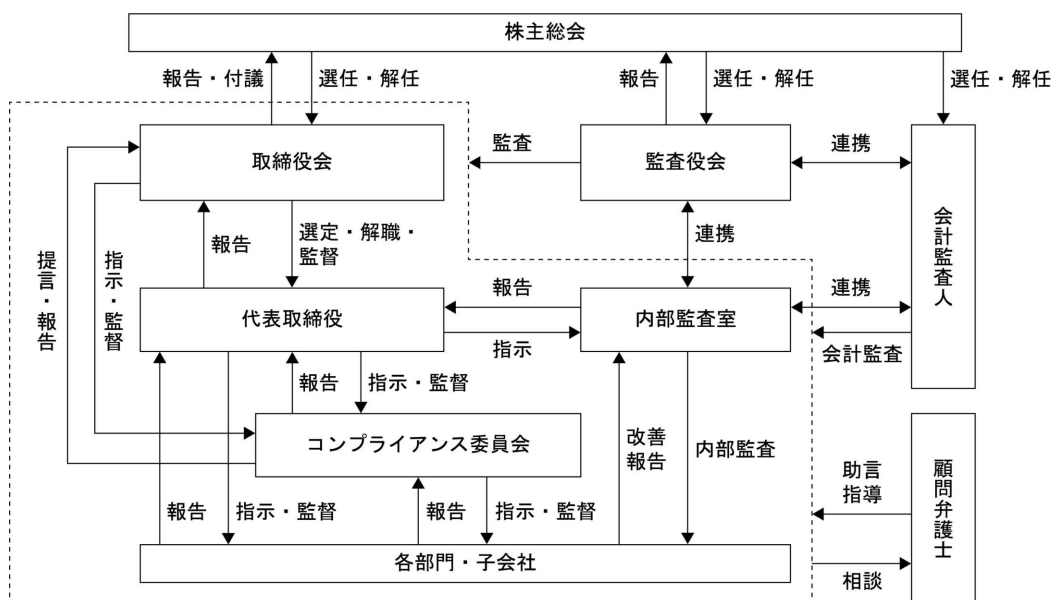 株主総会
報告・付議
選任・解任
報告
選任・解任
選任・解任
取締役会
監査
監査役会
連携
会計監査人
報告
選定・解職・
監督
連携
提言・報告
指示・監督
代表取締役
報告
指示
内部監査室
連携
会計監査
報告
指示・監督
コンプライアンス委員会
改善
報告
内部監査
助言
指導
顧問弁護士
報告
指示・監督
報告
指示・監督
相談
各部門・子会社